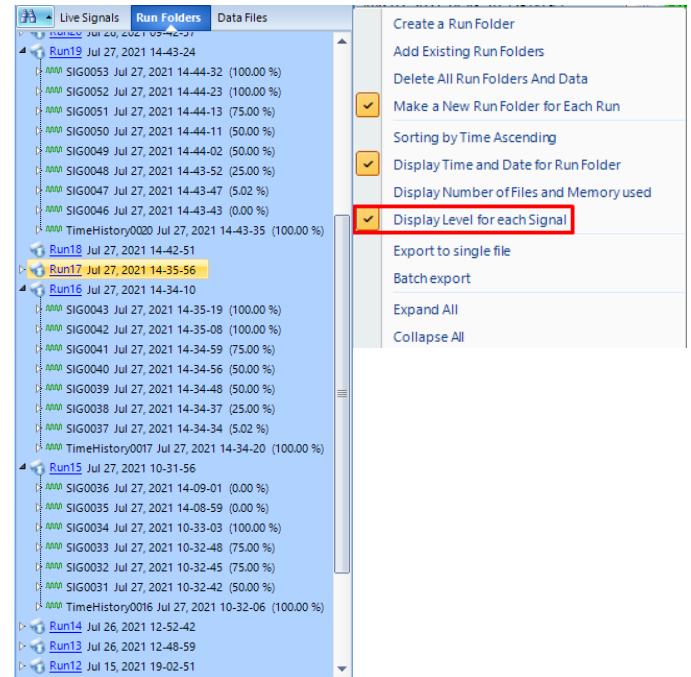 Live Signals Run Folders Data Files
Run20 Jul 26, 2021 09-42-37
Run19 Jul 27, 2021 14-43-24
SIG0053 Jul 27, 2021 14-44-32 (100.00 %)
SIG0052 Jul 27, 2021 14-44-23 (100.00 %)
SIG0051 Jul 27, 2021 14-44-13 (75.00 %)
SIG0050 Jul 27, 2021 14-44-11 (50.00 %)
SIG0049 Jul 27, 2021 14-44-02 (50.00 %)
SIG0048 Jul 27, 2021 14-43-52 (25.00 %)
SIG0047 Jul 27, 2021 14-43-47 (5.02 %)
SIG0046 Jul 27, 2021 14-43-43 (0.00 %)
TimeHistory0020 Jul 27, 2021 14-43-35 (100.00 %)
Run18 Jul 27, 2021 14-42-51
Run17 Jul 27, 2021 14-35-56
Run16 Jul 27, 2021 14-34-10
SIG0043 Jul 27, 2021 14-35-19 (100.00 %)
SIG0042 Jul 27, 2021 14-35-08 (100.00 %)
SIG0041 Jul 27, 2021 14-34-59 (75.00 %)
SIG0040 Jul 27, 2021 14-34-56 (50.00 %)
SIG0039 Jul 27, 2021 14-34-48 (50.00 %)
SIG0038 Jul 27, 2021 14-34-37 (25.00 %)
SIG0037 Jul 27, 2021 14-34-34 (5.02 %)
TimeHistory0017 Jul 27, 2021 14-34-20 (100.00 %)
Run15 Jul 27, 2021 10-31-56
SIG0036 Jul 27, 2021 14-09-01 (0.00 %)
SIG0035 Jul 27, 2021 14-08-59 (0.00 %)
SIG0034 Jul 27, 2021 10-33-03 (100.00 %)
SIG0033 Jul 27, 2021 10-32-48 (75.00 %)
SIG0032 Jul 27, 2021 10-32-45 (75.00 %)
SIG0031 Jul 27, 2021 10-32-42 (50.00 %)
TimeHistory0016 Jul 27, 2021 10-32-06 (100.00 %)
Run14 Jul 26, 2021 12-52-42
Run13 Jul 26, 2021 12-48-59
Run12 Jul 15, 2021 19-02-51
Create a Run Folder
Add Existing Run Folders
Delete All Run Folders And Data
Make a New Run Folder for Each Run
Sorting by Time Ascending
Display Time and Date for Run Folder
Display Number of Files and Memory used
Display Level for each Signal
Export to single file
Batch export
Expand All
Collapse All